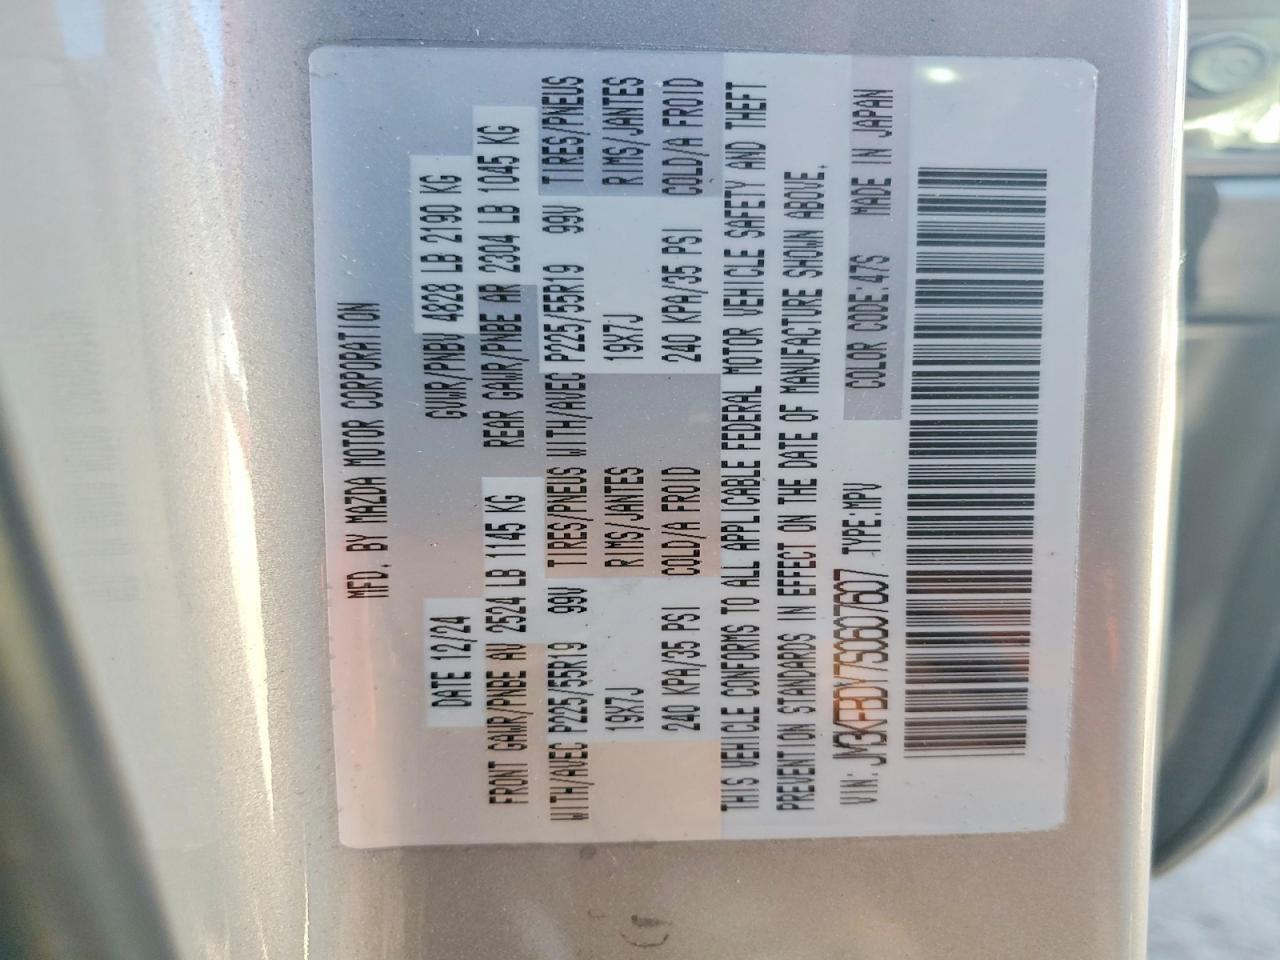 MFD. BY MAZDA MOTOR CORPORATION
DATE 12/24 GVWR/PNBV 4828 LB 2190 KG
FRONT GAWR/PNBE AV 2524 LB 1145 KG REAR GAWR/PNBE AR 2304 LB 1045 KG
WITH/AVEC P225/55R19 99V TIRES/PNEUS WITH/AVEC P225/55R19 99V TIRES/PNEUS
19X7J RIMS/JANTES 19X7J RIMS/JANTES
240 KPA/35 PSI COLD/A FROID 240 KPA/35 PSI COLD/A FROID
THIS VEHICLE CONFORMS TO ALL APPLICABLE FEDERAL MOTOR VEHICLE SAFETY AND THEFT
PREVENTION STANDARDS IN EFFECT ON THE DATE OF MANUFACTURE SHOWN ABOVE.
VIN: JM3KFBDY7S0607607 TYPE:MPV COLOR CODE:47S MADE IN JAPAN